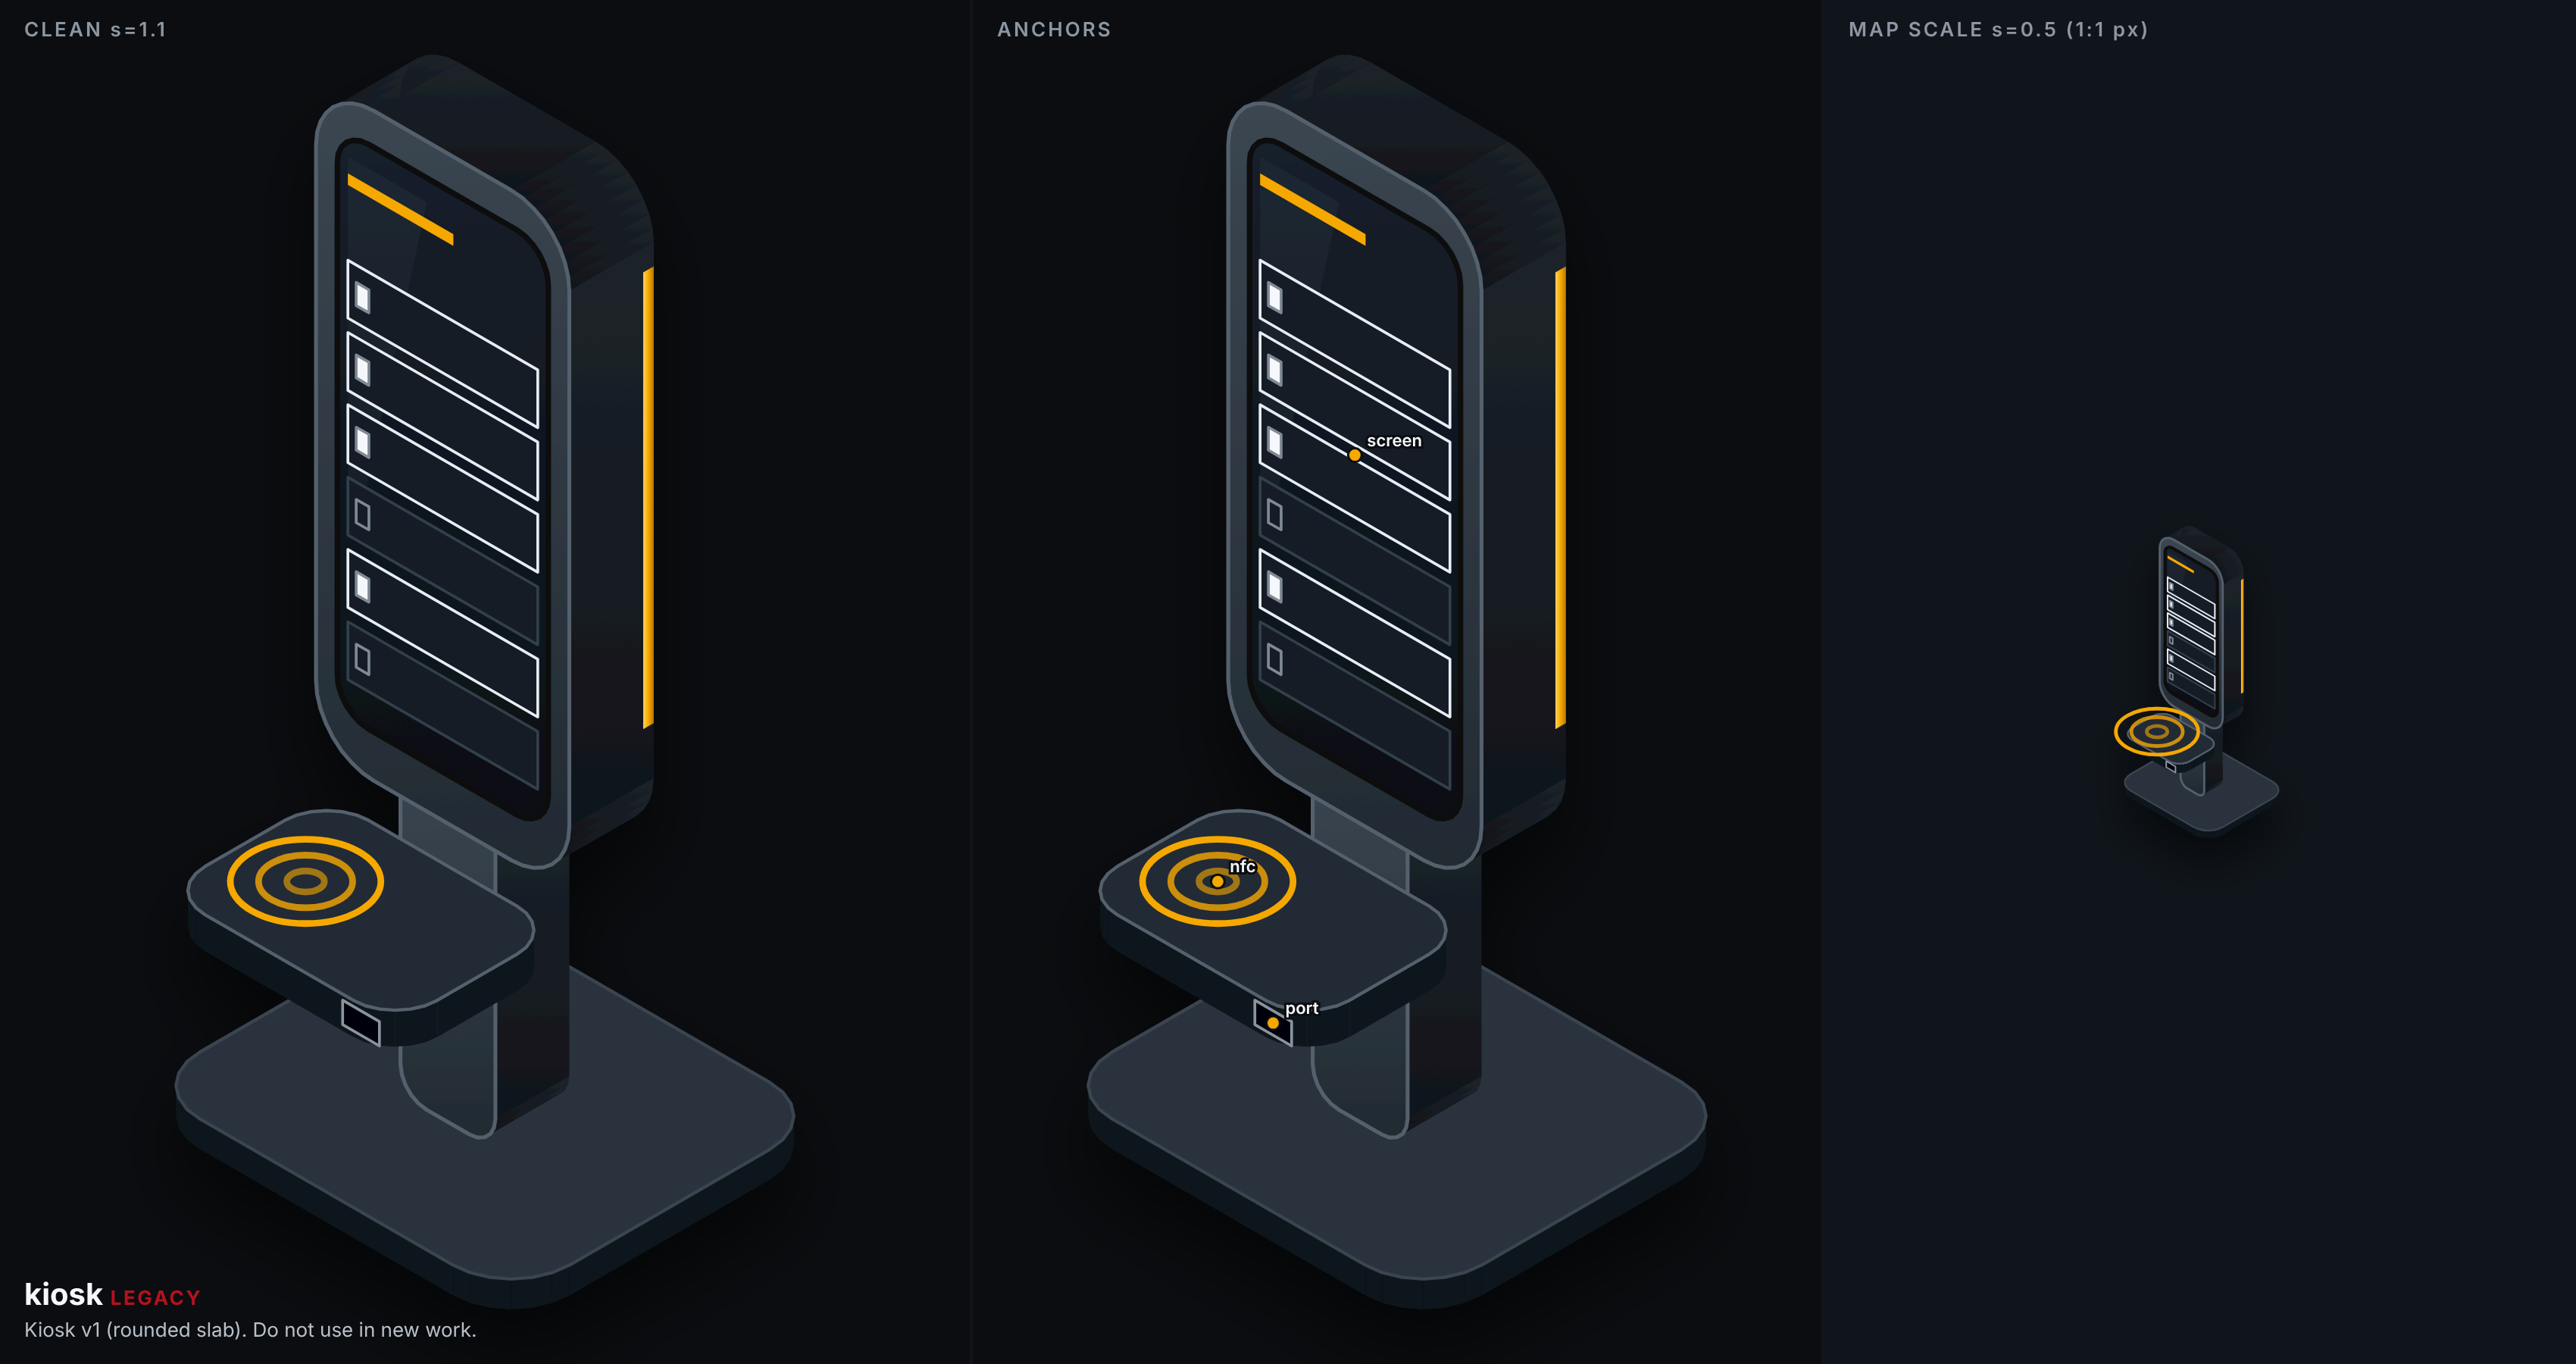 CLEAN s=1.1
ANCHORS
MAP SCALE s=0.5 (1:1 px)
screen
nfc
port
kiosk LEGACY
Kiosk v1 (rounded slab). Do not use in new work.